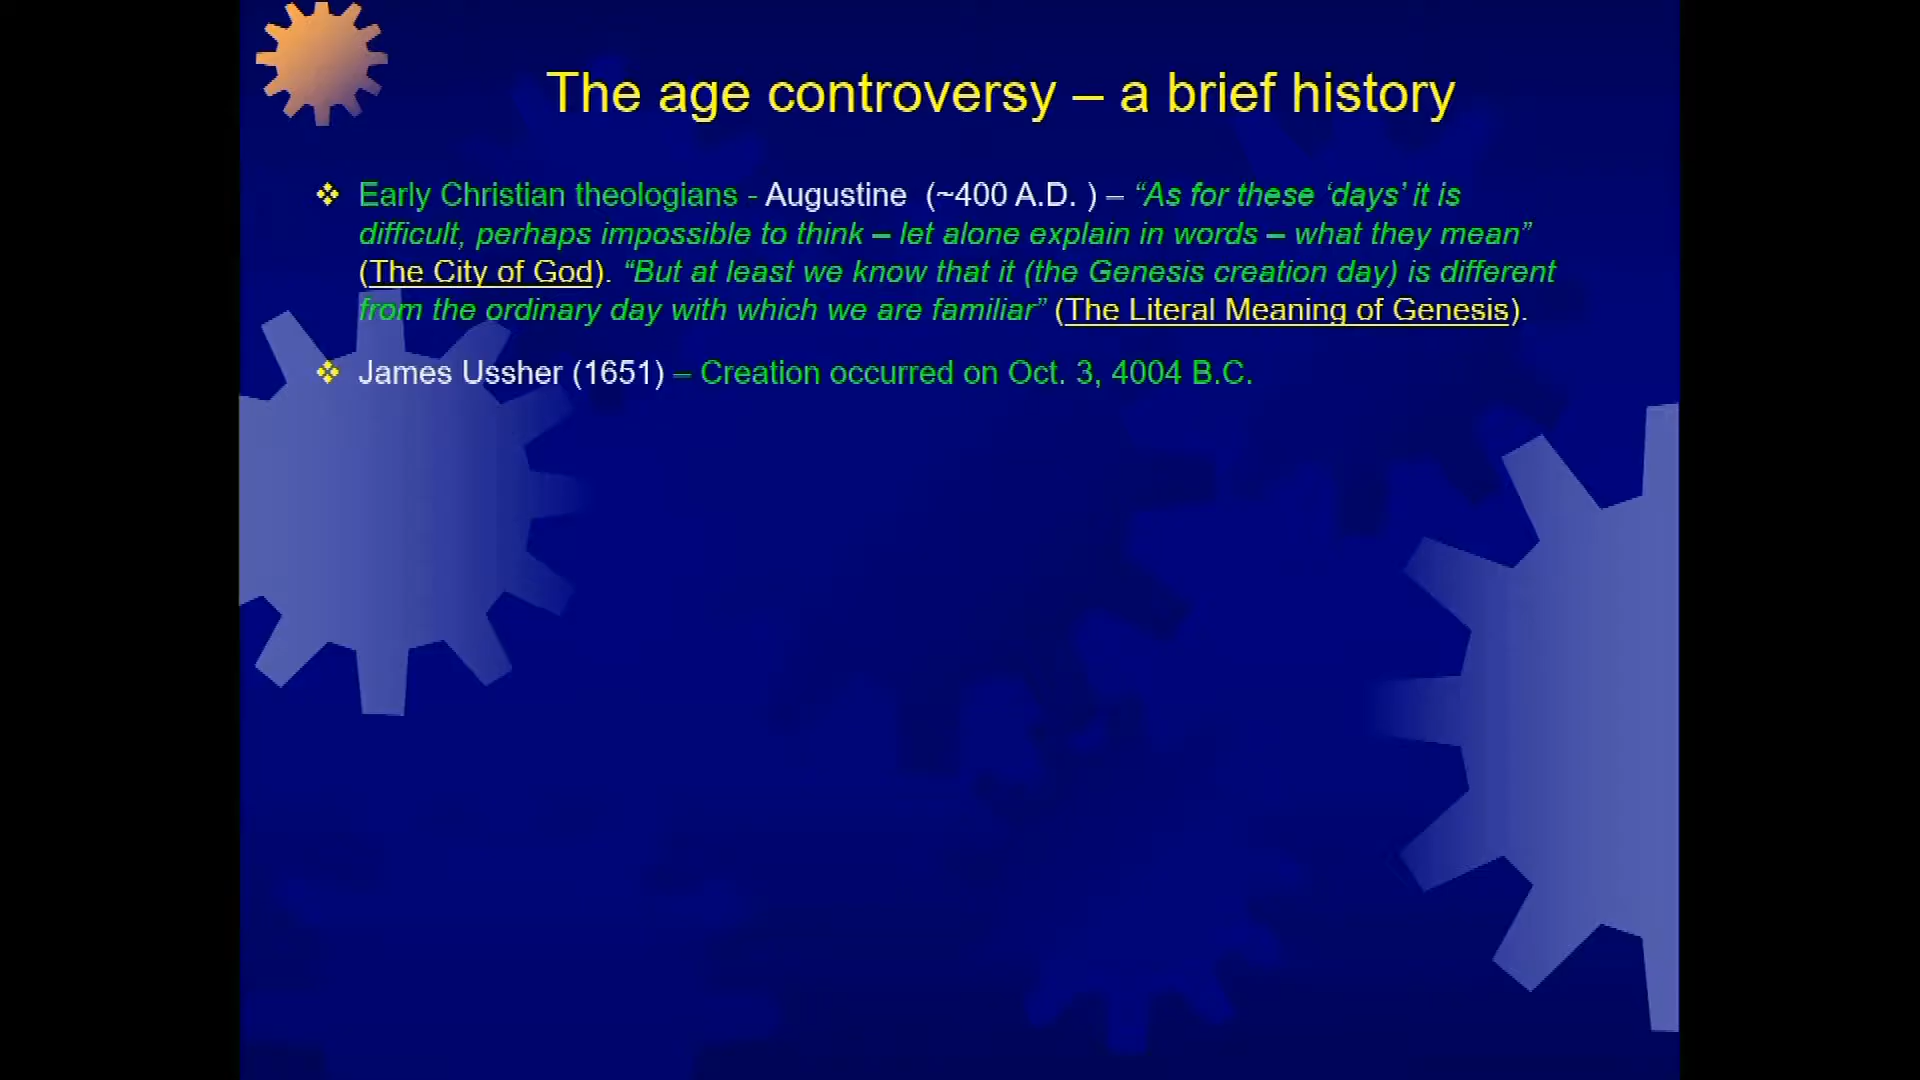 The age controversy – a brief history
❖ Early Christian theologians - Augustine (~400 A.D. ) – “As for these ‘days’ it is
difficult, perhaps impossible to think – let alone explain in words – what they mean”
(The City of God). “But at least we know that it (the Genesis creation day) is different
from the ordinary day with which we are familiar” (The Literal Meaning of Genesis).
❖ James Ussher (1651) – Creation occurred on Oct. 3, 4004 B.C.